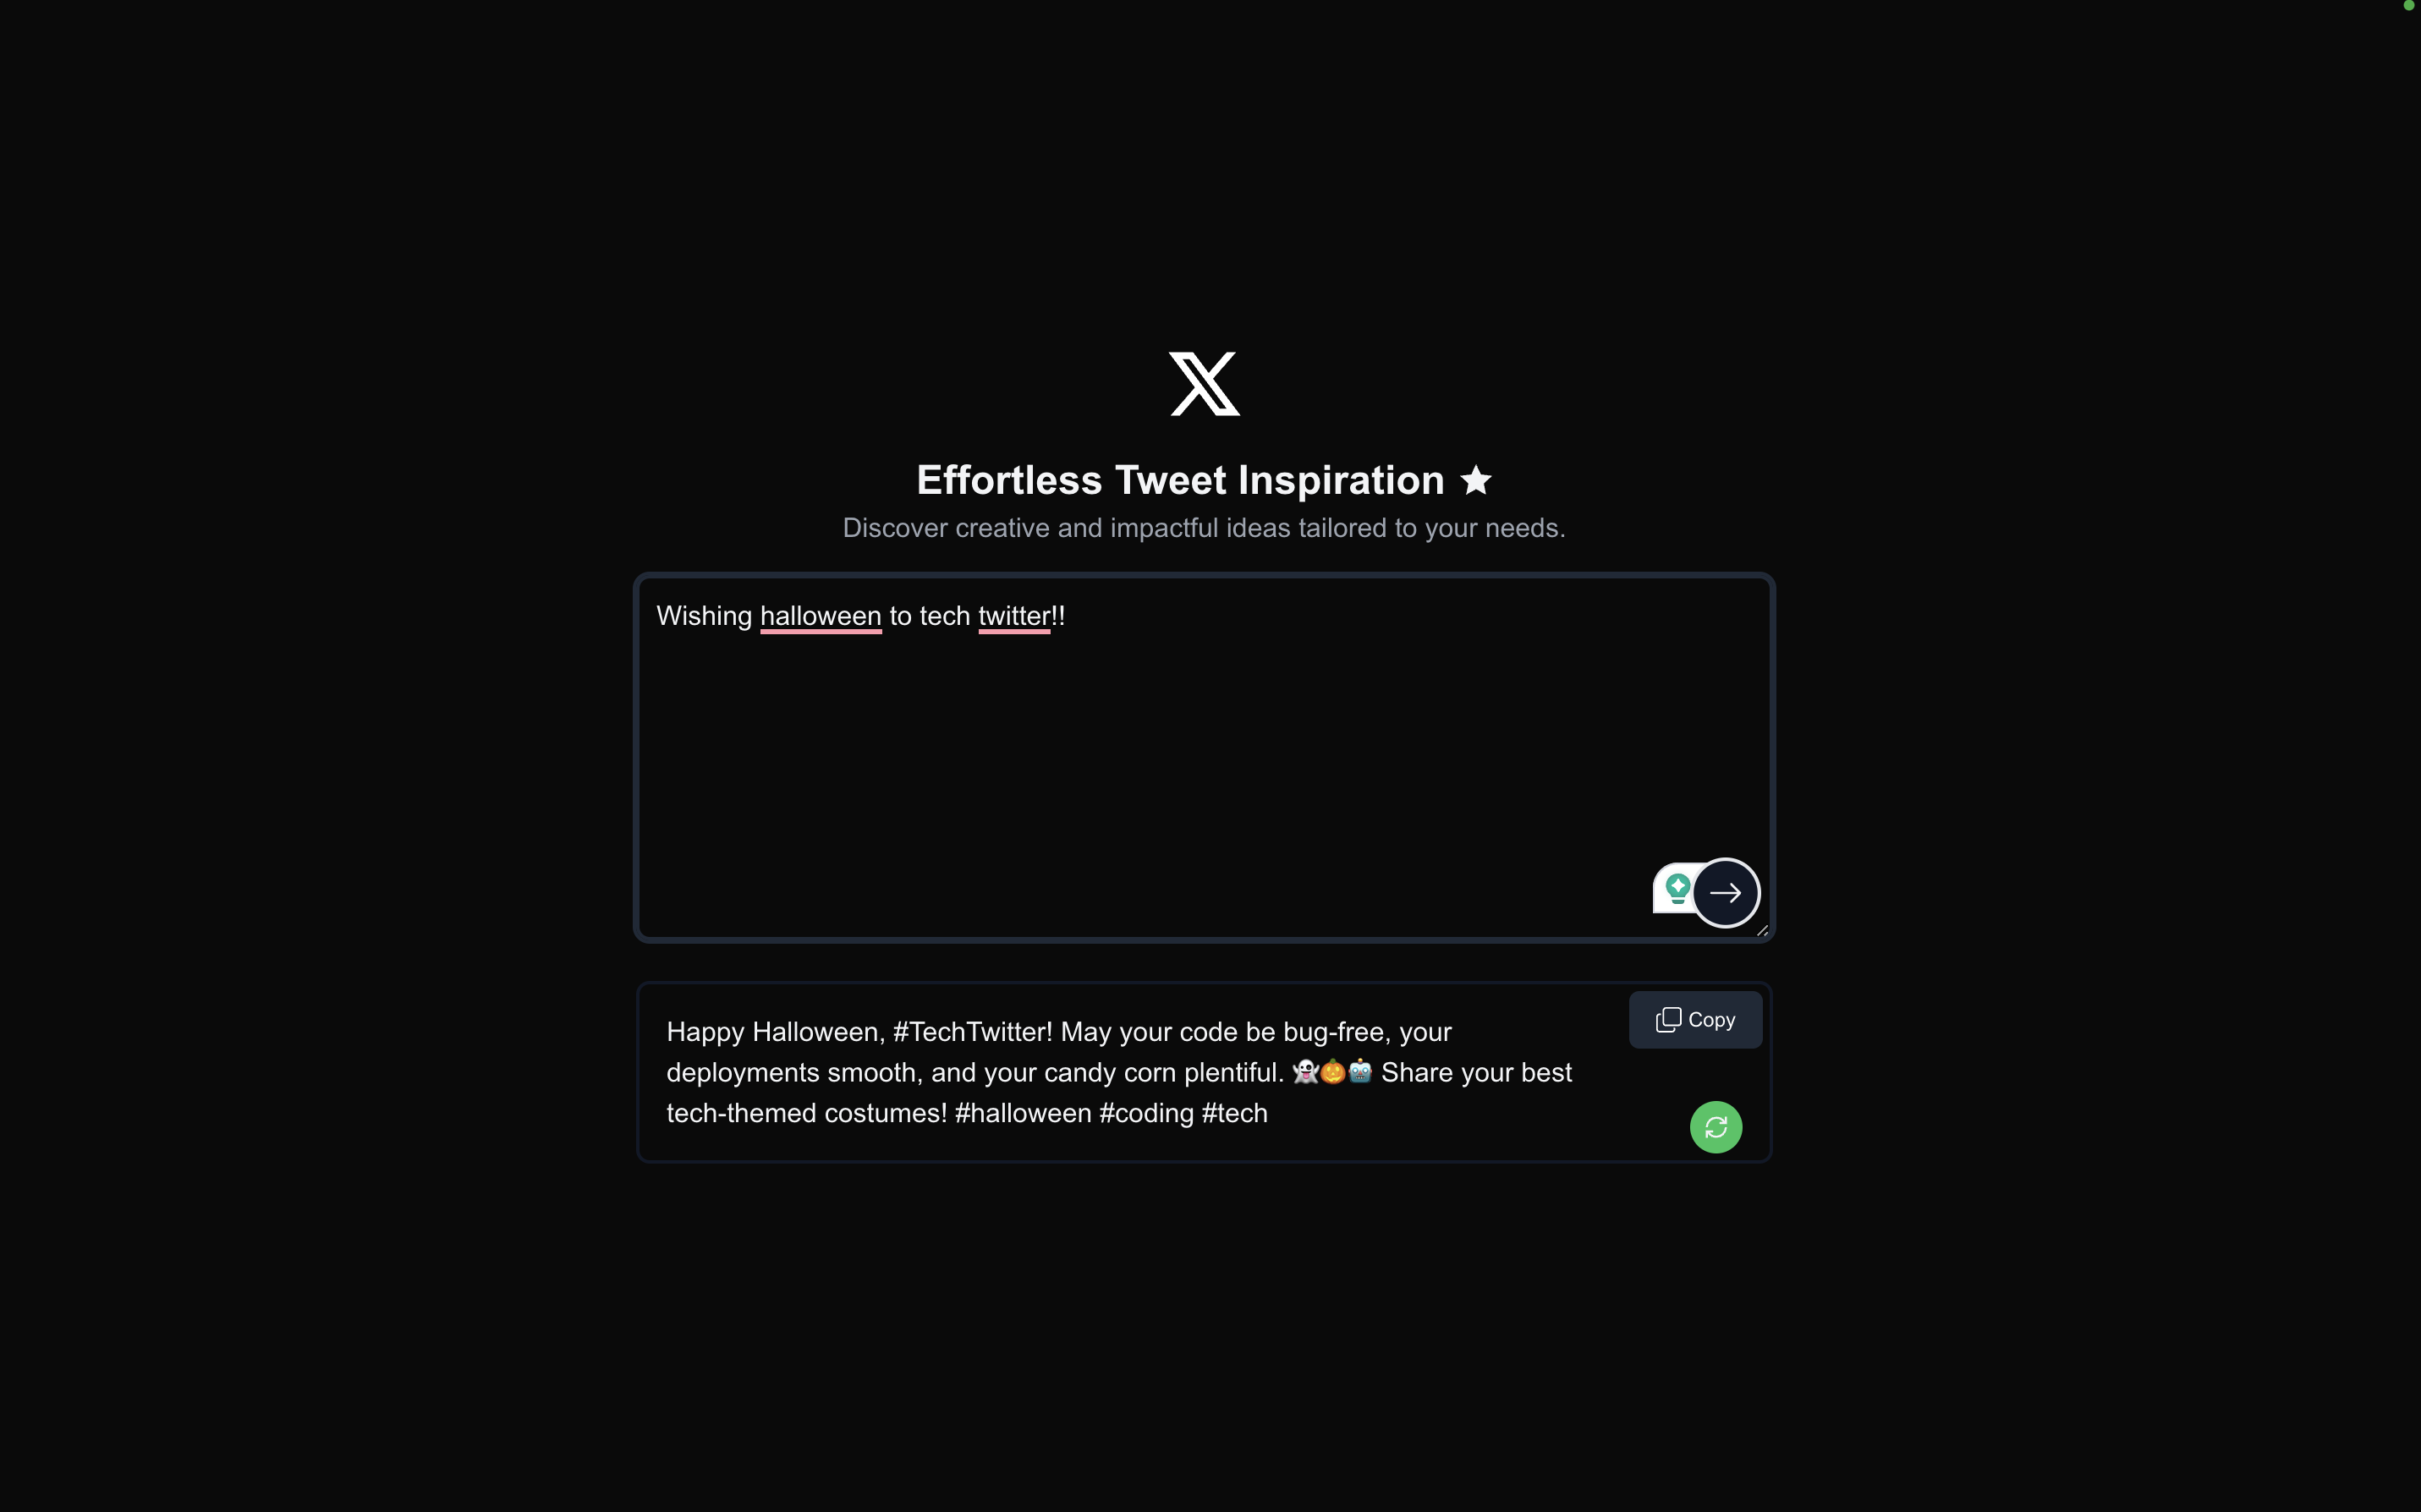 Effortless Tweet Inspiration
Discover creative and impactful ideas tailored to your needs.
Wishing halloween to tech twitter!!
Copy
Happy Halloween, #TechTwitter! May your code be bug-free, your
deployments smooth, and your candy corn plentiful. 👻🎃🤖 Share your best
tech-themed costumes! #halloween #coding #tech